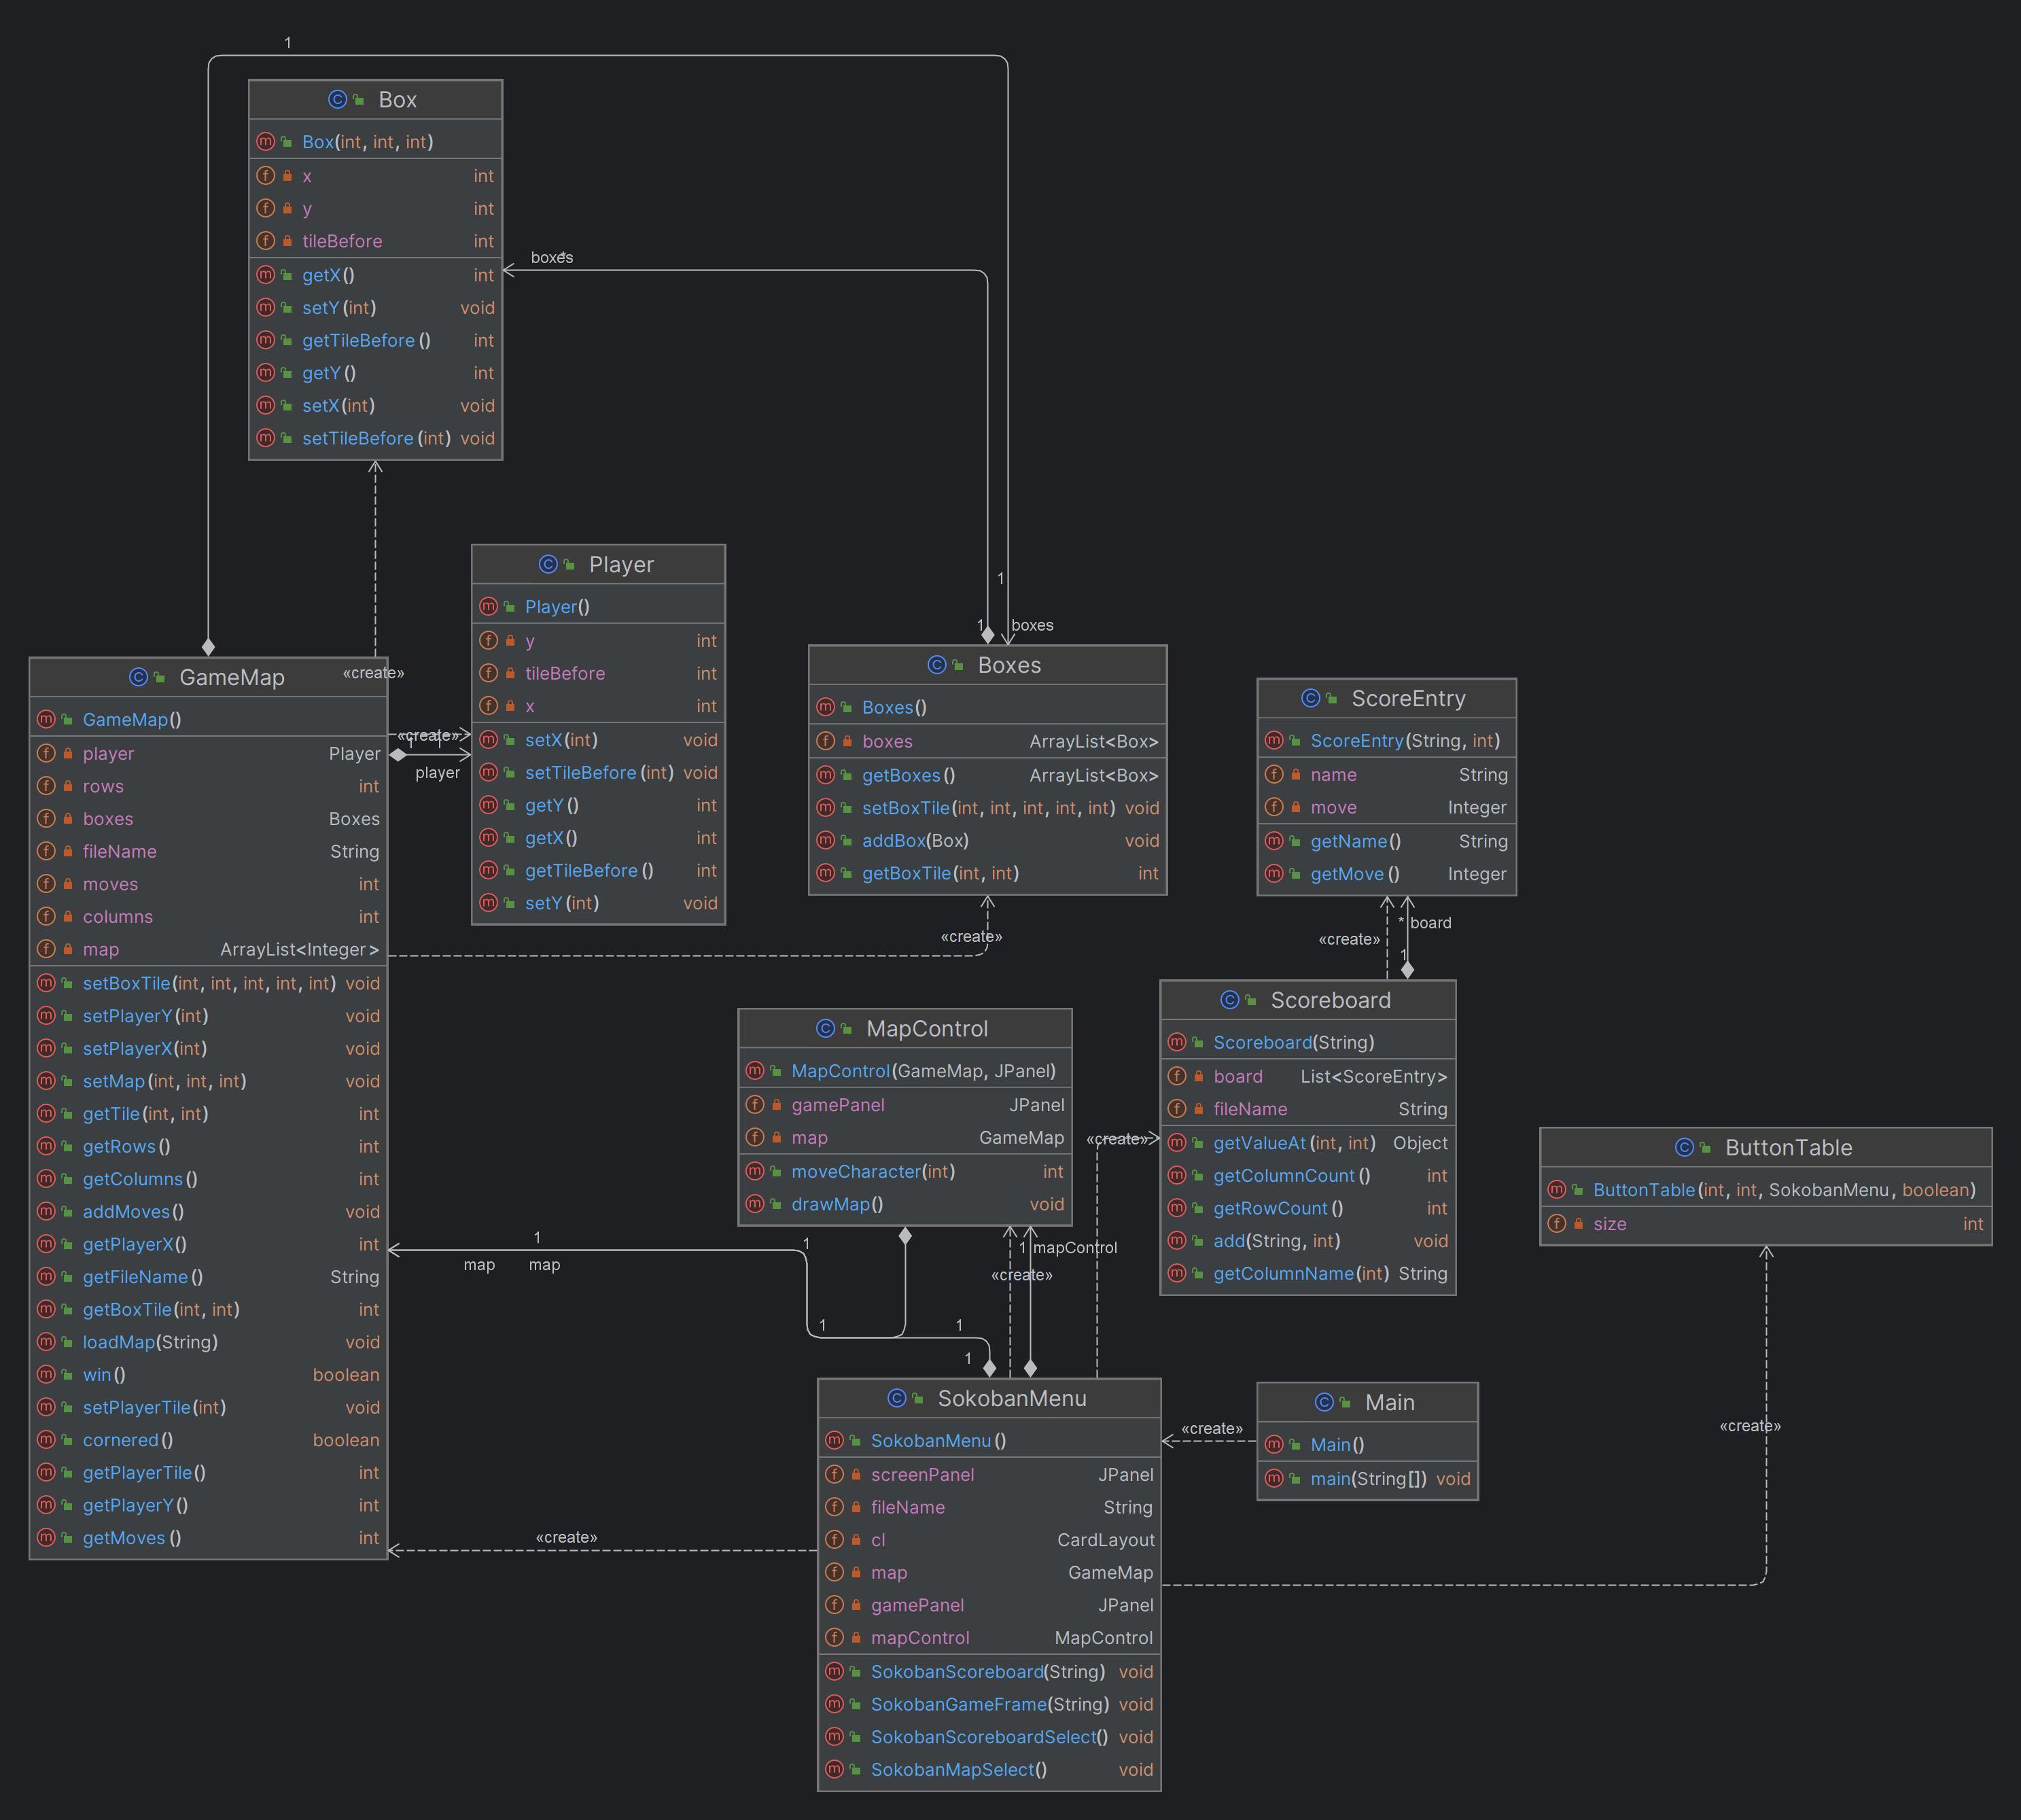 1
Box
Box(int, int, int)
x int
y int
tileBefore int
getX() int
setY(int) void
getTileBefore() int
getY() int
setX(int) void
setTileBefore(int) void
boxes
*
Player
Player()
y int
tileBefore int
x int
setX(int) void
setTileBefore(int) void
getY() int
getX() int
getTileBefore() int
setY(int) void
1
1
boxes
Boxes
Boxes()
boxes ArrayList<Box>
getBoxes() ArrayList<Box>
setBoxTile(int, int, int, int, int) void
addBox(Box) void
getBoxTile(int, int) int
«create»
GameMap
GameMap()
player Player
rows int
boxes Boxes
fileName String
moves int
columns int
map ArrayList<Integer>
setBoxTile(int, int, int, int, int) void
setPlayerY(int) void
setPlayerX(int) void
setMap(int, int, int) void
getTile(int, int) int
getRows() int
getColumns() int
addMoves() void
getPlayerX() int
getFileName() String
getBoxTile(int, int) int
loadMap(String) void
win() boolean
setPlayerTile(int) void
cornered() boolean
getPlayerTile() int
getPlayerY() int
getMoves() int
«create»
1 1
player
«create»
ScoreEntry
ScoreEntry(String, int)
name String
move Integer
getName() String
getMove() Integer
«create»
* board
1
Scoreboard
Scoreboard(String)
board List<ScoreEntry>
fileName String
getValueAt(int, int) Object
getColumnCount() int
getRowCount() int
add(String, int) void
getColumnName(int) String
MapControl
MapControl(GameMap, JPanel)
gamePanel JPanel
map GameMap
moveCharacter(int) int
drawMap() void
«create»
ButtonTable
ButtonTable(int, int, SokobanMenu, boolean)
size int
1
map map
1
1 mapControl
«create»
1
1
1
SokobanMenu
SokobanMenu()
screenPanel JPanel
fileName String
cl CardLayout
map GameMap
gamePanel JPanel
mapControl MapControl
SokobanScoreboard(String) void
SokobanGameFrame(String) void
SokobanScoreboardSelect() void
SokobanMapSelect() void
«create»
Main
Main()
main(String[]) void
«create»
«create»